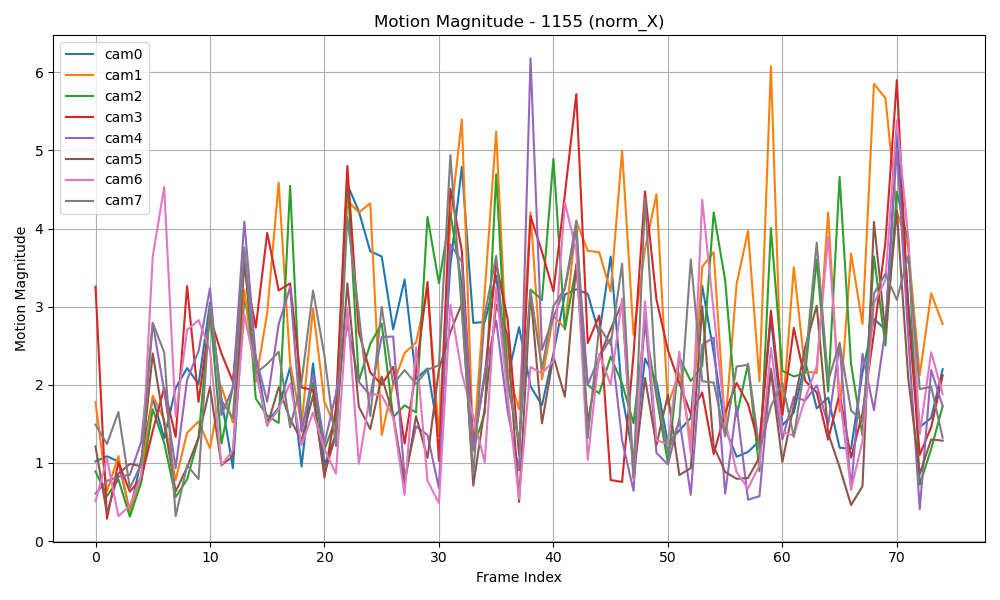 Motion Magnitude - 1155 (norm_X)
cam0
cam1
cam2
cam3
cam4
cam5
cam6
cam7
Motion Magnitude
6
5
4
3
2
1
0
0 10 20 30 40 50 60 70
Frame Index